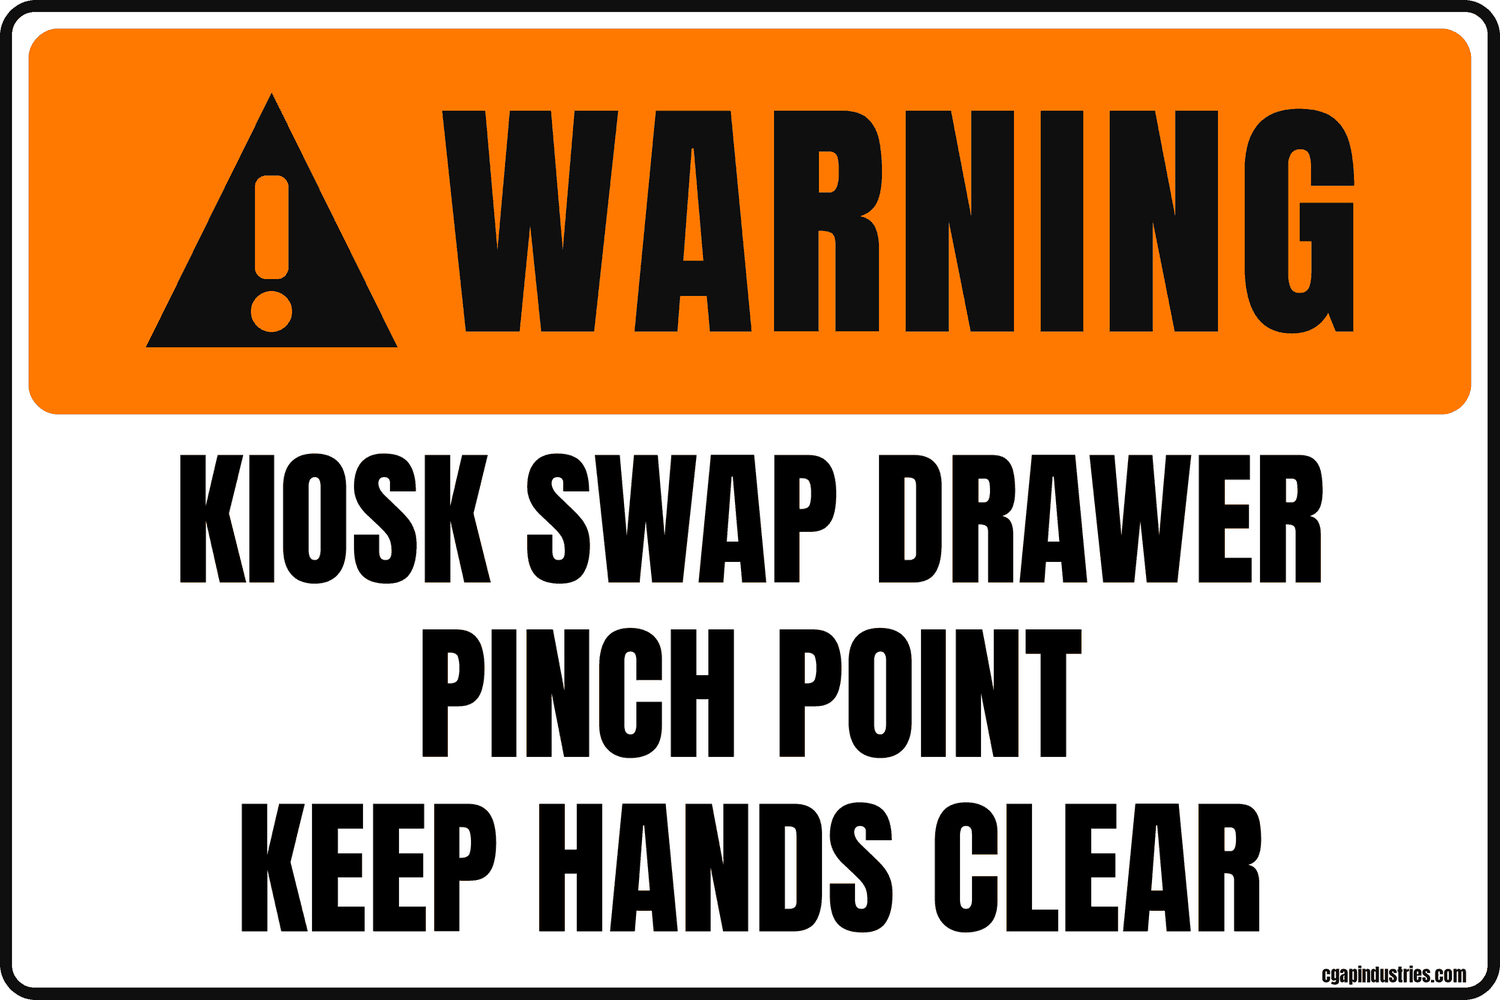 WARNING
KIOSK SWAP DRAWER
PINCH POINT
KEEP HANDS CLEAR
cgapindustries.com